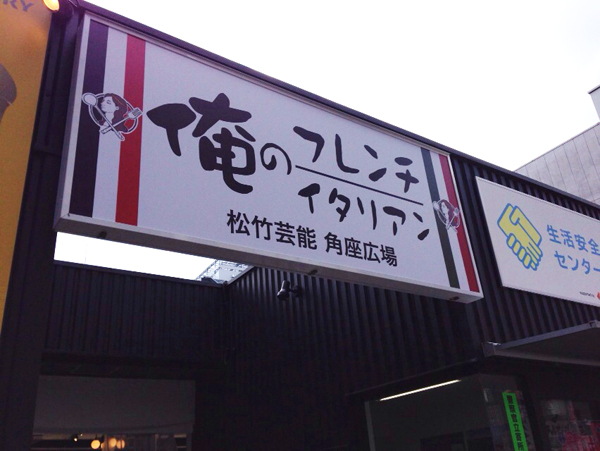 俺の
フレンチ
イタリアン
松竹芸能 角座広場
生活安全
センター